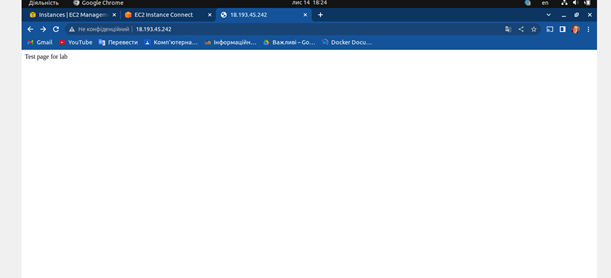 Діяльність Google Chrome лис 14 18:24 en
Instances | EC2 Managem EC2 Instance Connect 18.193.45.242
Не конфіденційний 18.193.45.242
Gmail YouTube Перевести Комп'ютерна... Інформаційн... Важливі – Go... Docker Docu...
Test page for lab